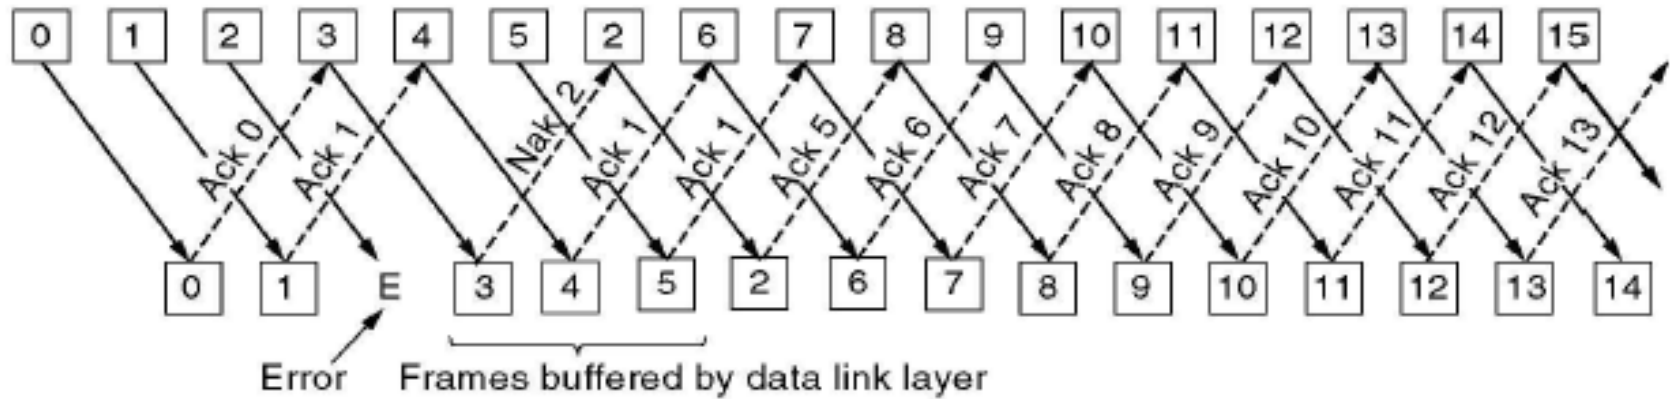 0 1 2 3 4 5 2 6 7 8 9 10 11 12 13 14 15
Ack 0 Ack 1 Nak 2 Ack 1 Ack 1 Ack 5 Ack 6 Ack 7 Ack 8 Ack 9 Ack 10 Ack 11 Ack 12 Ack 13
0 1 E 3 4 5 2 6 7 8 9 10 11 12 13 14
Error Frames buffered by data link layer